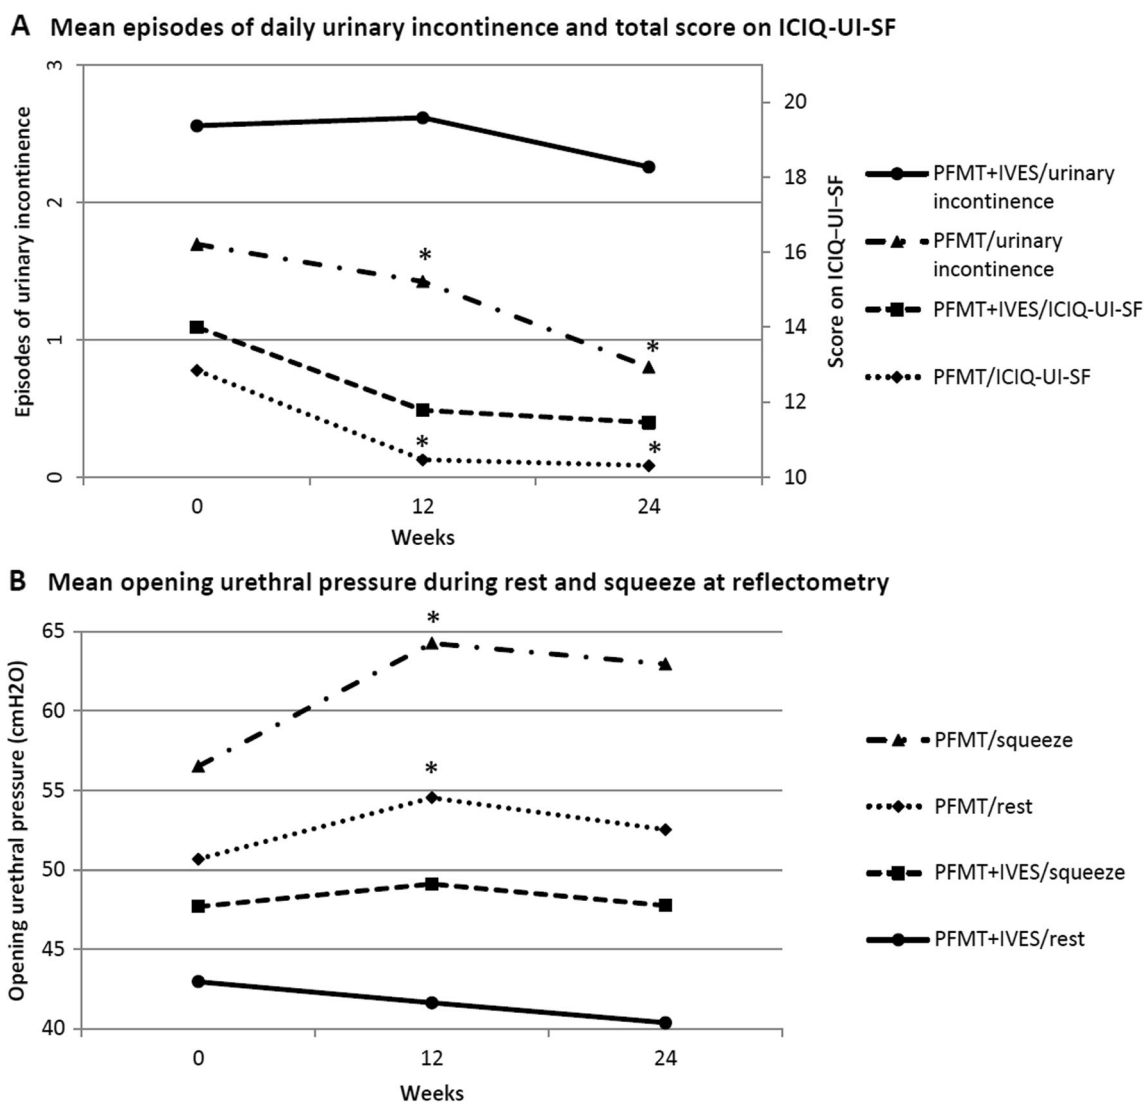 A Mean episodes of daily urinary incontinence and total score on ICIQ-UI-SF
3
2
1
0
Episodes of urinary incontinence
20
18
16
14
12
10
Score on ICIQ–UI–SF
*
*
*
*
0 12 24
Weeks
PFMT+IVES/urinary
incontinence
PFMT/urinary
incontinence
PFMT+IVES/ICIQ-UI-SF
PFMT/ICIQ-UI-SF
B Mean opening urethral pressure during rest and squeeze at reflectometry
65
60
55
50
45
40
Opening urethral pressure (cmH2O)
*
*
0 12 24
Weeks
PFMT/squeeze
PFMT/rest
PFMT+IVES/squeeze
PFMT+IVES/rest